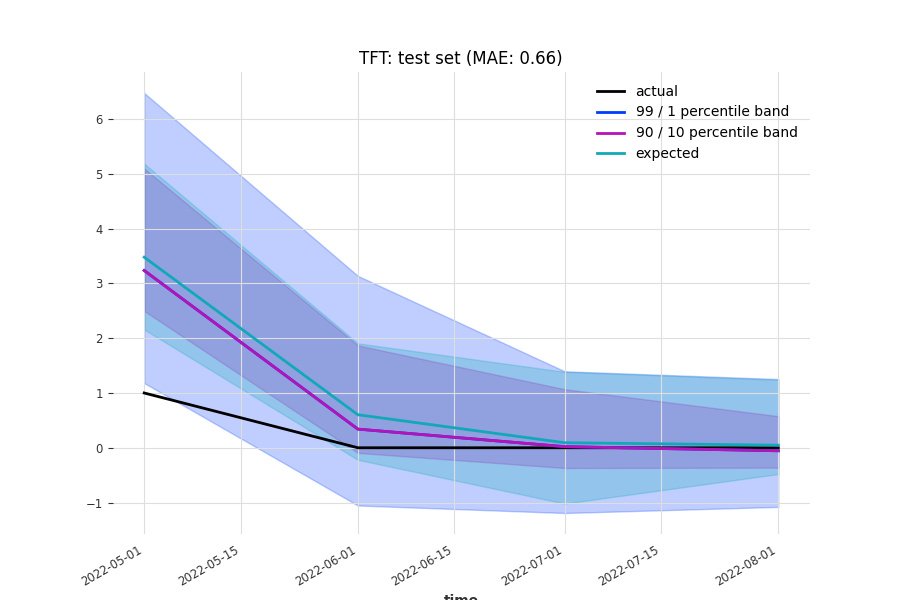 TFT: test set (MAE: 0.66)
actual
99 / 1 percentile band
90 / 10 percentile band
expected
6
5
4
3
2
1
0
−1
2022-05-01
2022-05-15
2022-06-01
2022-06-15
2022-07-01
2022-07-15
2022-08-01
time